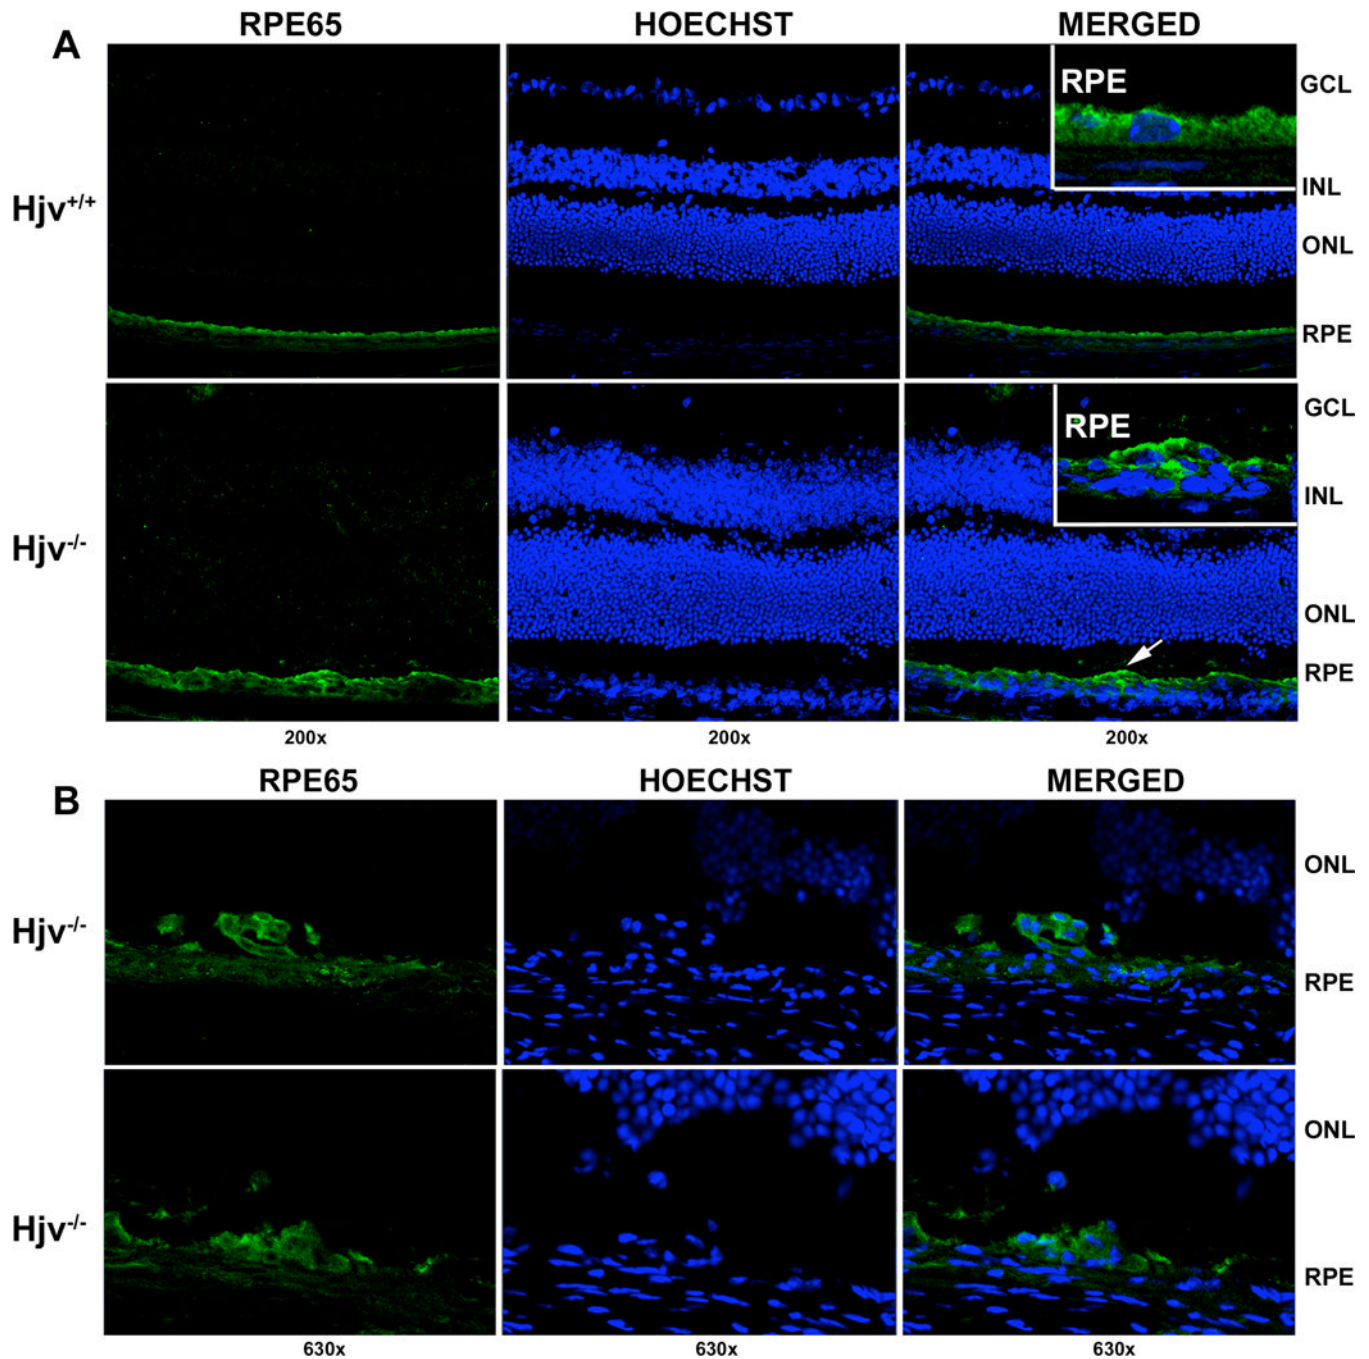 A
RPE65 HOECHST MERGED
RPE
GCL
Hjv+/+
INL
ONL
RPE
RPE
GCL
INL
Hjv-/-
ONL
RPE
200x 200x 200x
B
RPE65 HOECHST MERGED
ONL
Hjv-/-
RPE
ONL
Hjv-/-
RPE
630x 630x 630x